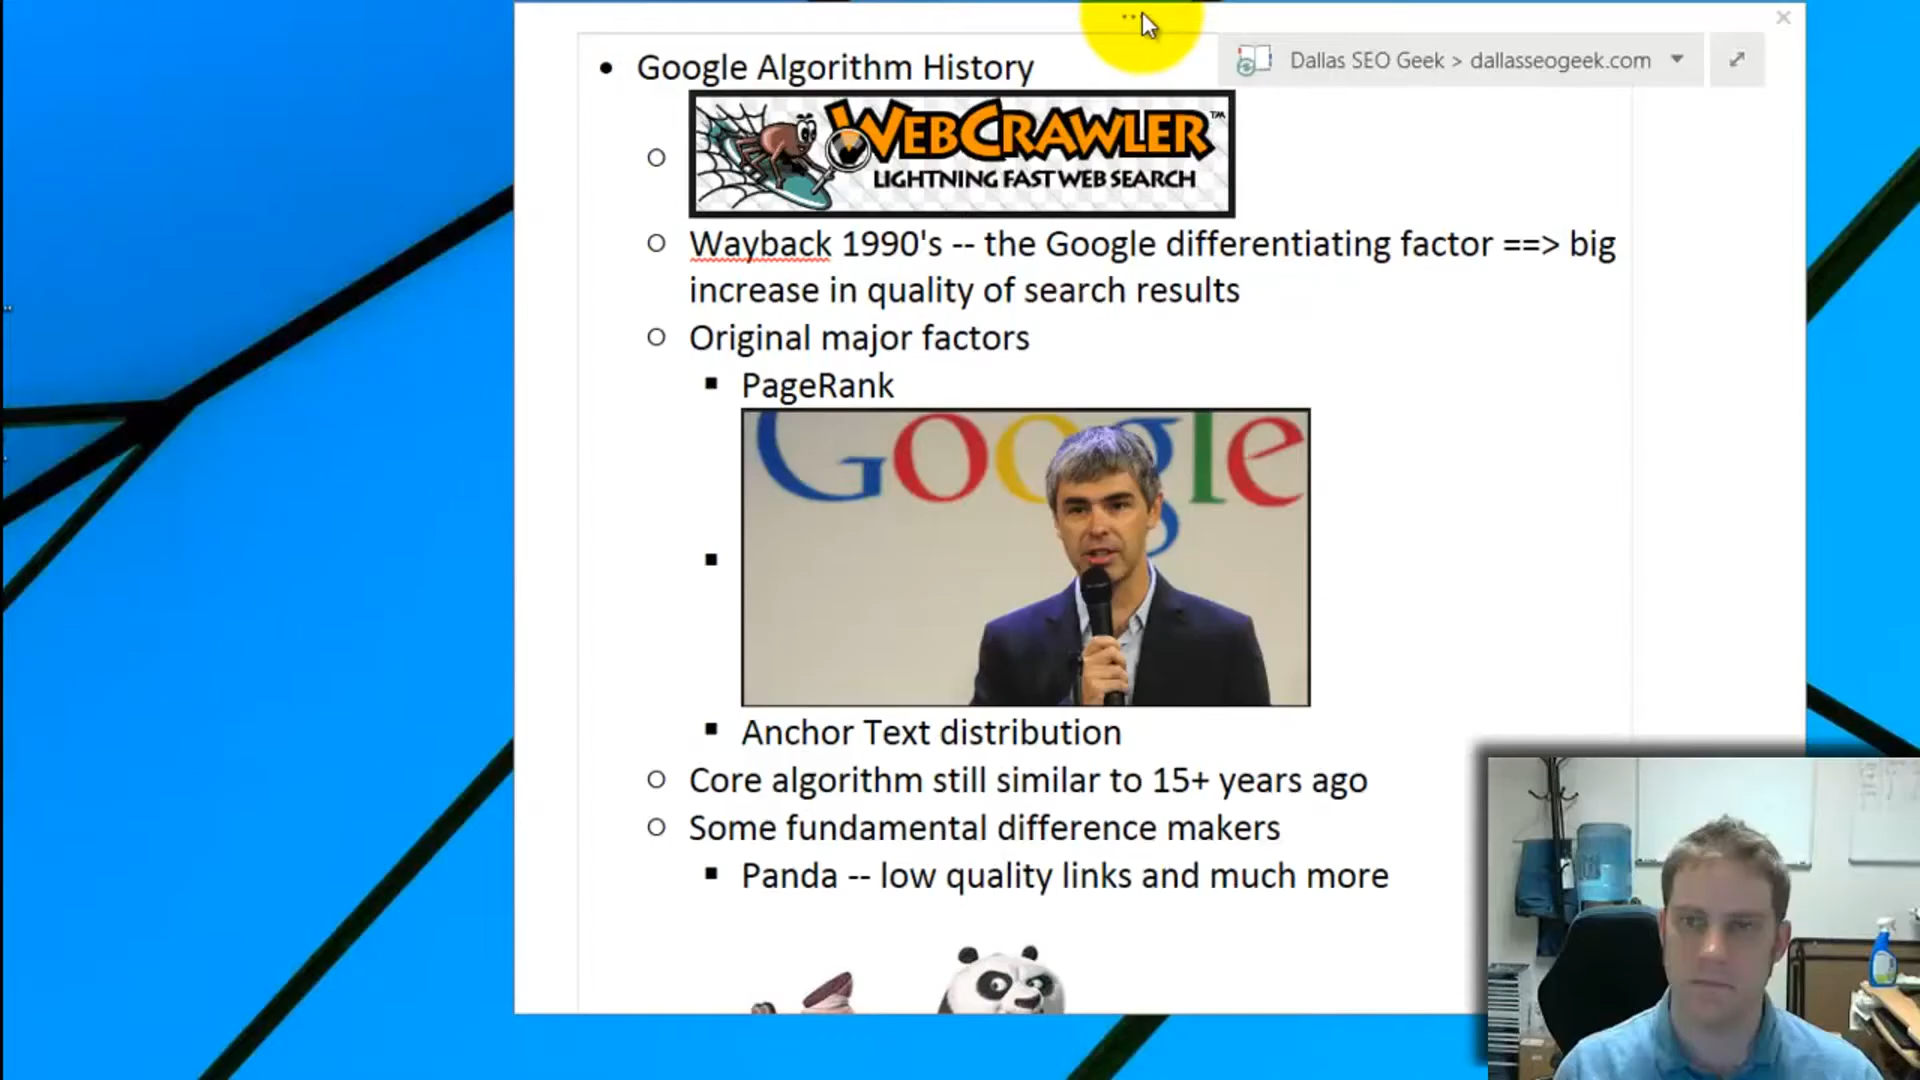 Google Algorithm History
Dallas SEO Geek > dallasseogeek.com
WEBCRAWLER™
LIGHTNING FAST WEB SEARCH
Wayback 1990's -- the Google differentiating factor ==> big
increase in quality of search results
Original major factors
PageRank
Google
Anchor Text distribution
Core algorithm still similar to 15+ years ago
Some fundamental difference makers
Panda -- low quality links and much more